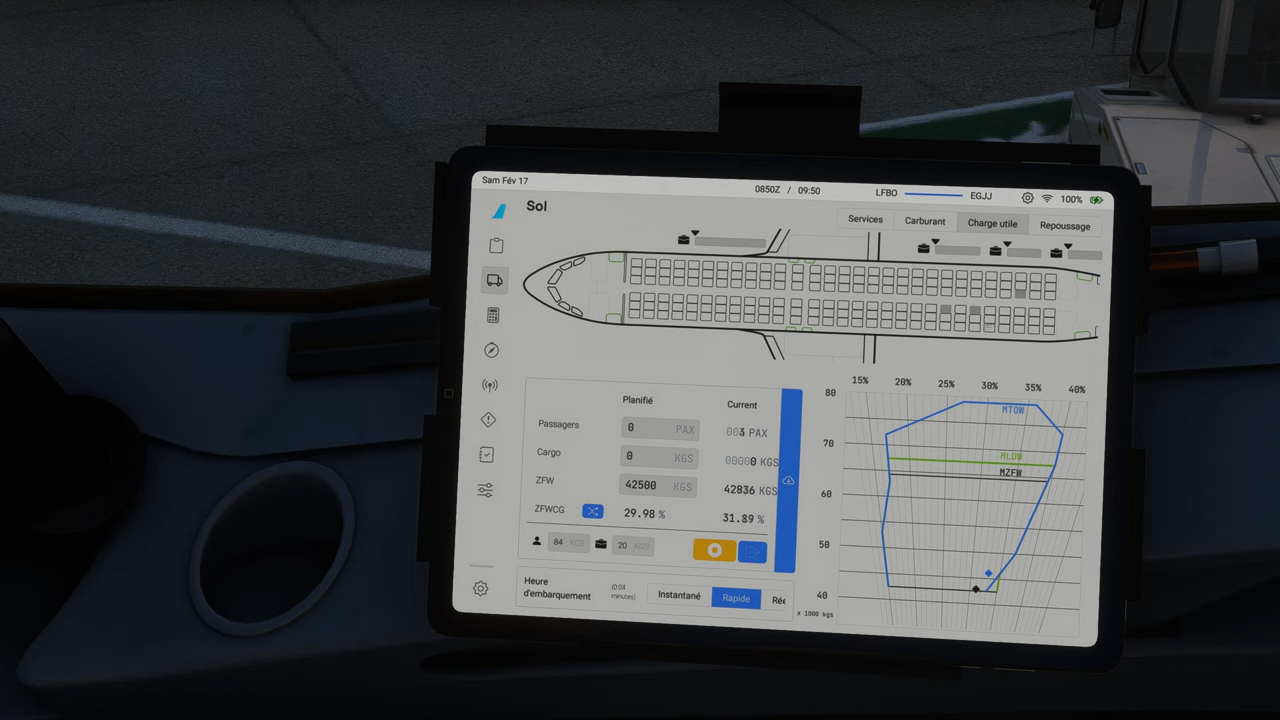 Sam Fév 17
0850Z / 09:50
LFBO
EGJJ
100%
Sol
Services
Carburant
Charge utile
Repoussage
Planifié
Current
Passagers
0 PAX
003 PAX
Cargo
0 KGS
00000 KGS
ZFW
42500 KGS
42836 KGS
ZFWCG
29.98 %
31.89 %
84 KGS
20 KGS
Heure
d'embarquement
(0:04
minutes)
Instantané
Rapide
Rée
15% 20% 25% 30% 35% 40%
80
70
60
50
40
x 1000 kgs
MTOW
MLDW
MZFW